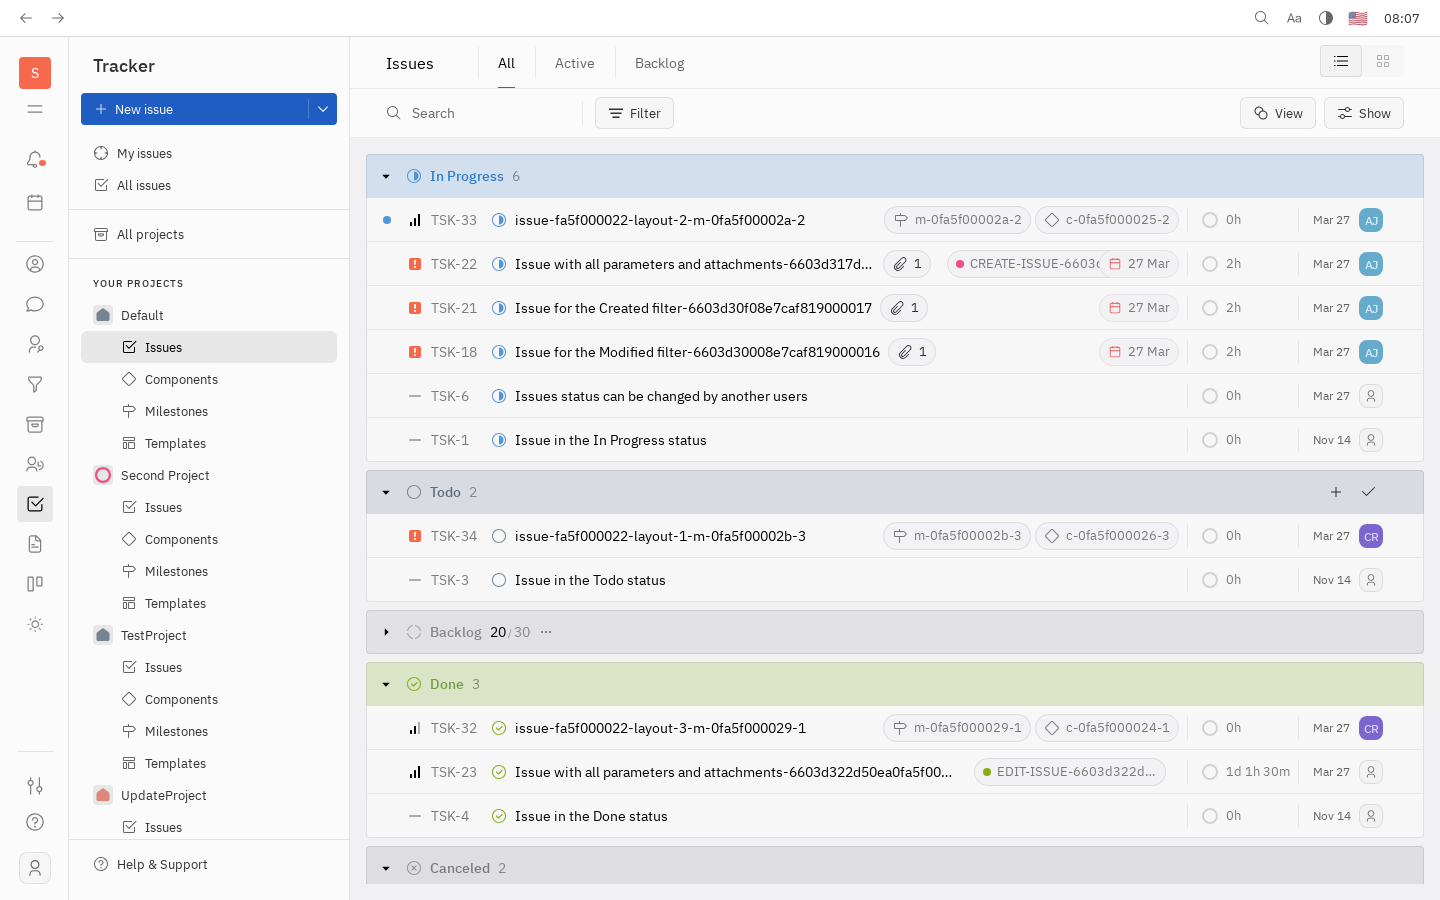 Aa 08:07
S
Tracker
New issue
My issues
All issues
All projects
YOUR PROJECTS
Default
Issues
Components
Milestones
Templates
Second Project
Issues
Components
Milestones
Templates
TestProject
Issues
Components
Milestones
Templates
UpdateProject
Issues
Help & Support
Issues All Active Backlog
Search Filter View Show
In Progress 6
TSK-33 issue-fa5f000022-layout-2-m-0fa5f00002a-2 m-0fa5f00002a-2 c-0fa5f000025-2 0h Mar 27 AJ
TSK-22 Issue with all parameters and attachments-6603d317d... 1 CREATE-ISSUE-6603c 27 Mar 2h Mar 27 AJ
TSK-21 Issue for the Created filter-6603d30f08e7caf819000017 1 27 Mar 2h Mar 27 AJ
TSK-18 Issue for the Modified filter-6603d30008e7caf819000016 1 27 Mar 2h Mar 27 AJ
TSK-6 Issues status can be changed by another users 0h Mar 27
TSK-1 Issue in the In Progress status 0h Nov 14
Todo 2
TSK-34 issue-fa5f000022-layout-1-m-0fa5f00002b-3 m-0fa5f00002b-3 c-0fa5f000026-3 0h Mar 27 CR
TSK-3 Issue in the Todo status 0h Nov 14
Backlog 20/30 ...
Done 3
TSK-32 issue-fa5f000022-layout-3-m-0fa5f000029-1 m-0fa5f000029-1 c-0fa5f000024-1 0h Mar 27 CR
TSK-23 Issue with all parameters and attachments-6603d322d50ea0fa5f00... EDIT-ISSUE-6603d322d... 1d 1h 30m Mar 27
TSK-4 Issue in the Done status 0h Nov 14
Canceled 2